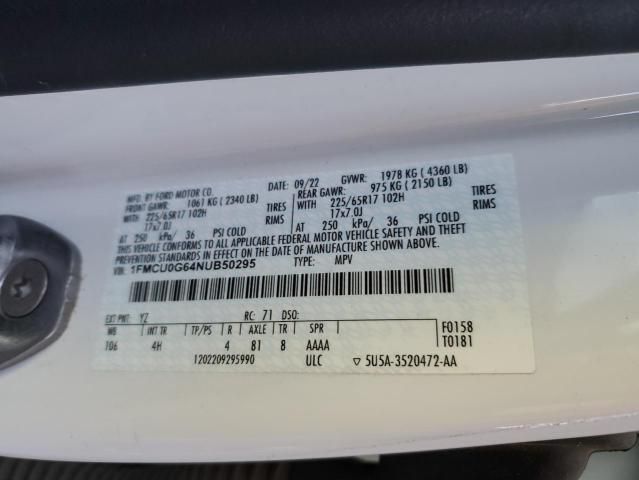 MFD. BY FORD MOTOR CO.
DATE: 09/22 GVWR: 1978 KG ( 4360 LB)
FRONT GAWR: 1061 KG ( 2340 LB) REAR GAWR: 975 KG ( 2150 LB)
225/65R17 102H TIRES 225/65R17 102H TIRES
17x7.0J RIMS 17x7.0J RIMS
AT 250 kPa/ 36 PSI COLD AT 250 kPa/ 36 PSI COLD
THIS VEHICLE CONFORMS TO ALL APPLICABLE FEDERAL MOTOR VEHICLE SAFETY AND THEFT
PREVENTION STANDARDS IN EFFECT ON THE DATE OF MANUFACTURE SHOWN ABOVE.
VIN: 1FMCU0G64NUB50295 TYPE: MPV
EXT PNT: YZ RC: 71 DSO:
WB INT TR TP/PS R AXLE TR SPR F0158
106 4H 4 81 8 AAAA T0181
1202209295990 ULC ▽ 5U5A-3520472-AA